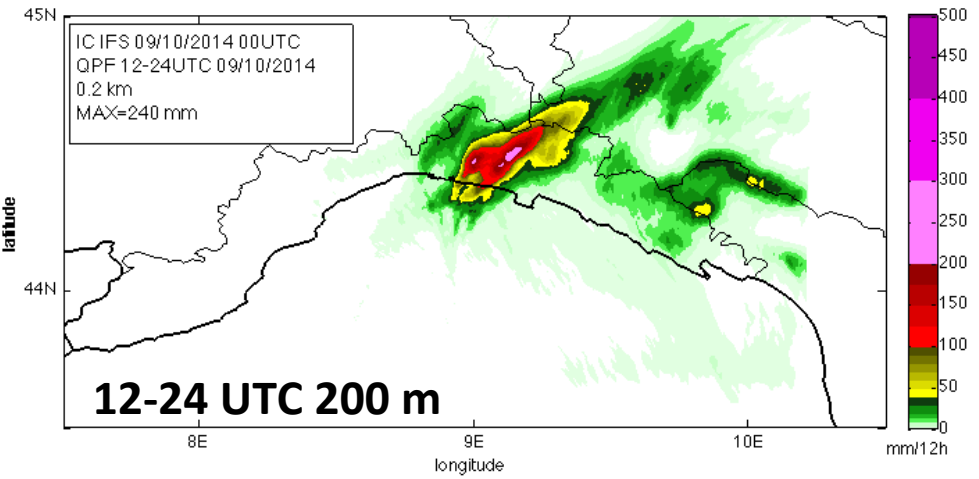 45N
IC IFS 09/10/2014 00UTC
QPF 12-24UTC 09/10/2014
0.2 km
MAX=240 mm
latitude
44N
12-24 UTC 200 m
8E
9E
10E
longitude
500
450
400
350
300
250
200
150
100
50
0
mm/12h